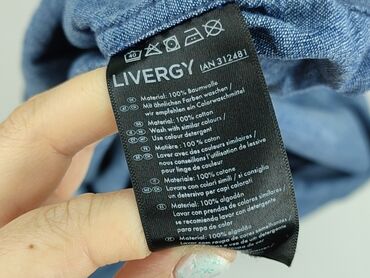 40
LIVERGY IAN 312481
Material: 100% Baumwolle
Mit ähnlichen Farben waschen /
wir empfehlen ein Colorwaschmittel
Material: 100% cotton
Wash with similar colours /
Use colour detergent
Matière : 100 % coton
Laver avec des couleurs similaires /
nous conseillons l'utilisation de lessive
pour linge de couleur
Materiale: 100% cotone
Lavare con colori simili / si consiglia
un detersivo per capi colorati
Material: 100% algodón
Lavar con prendas de colores similares /
se recomienda lavar con detergente
para ropa de color
100% algodão